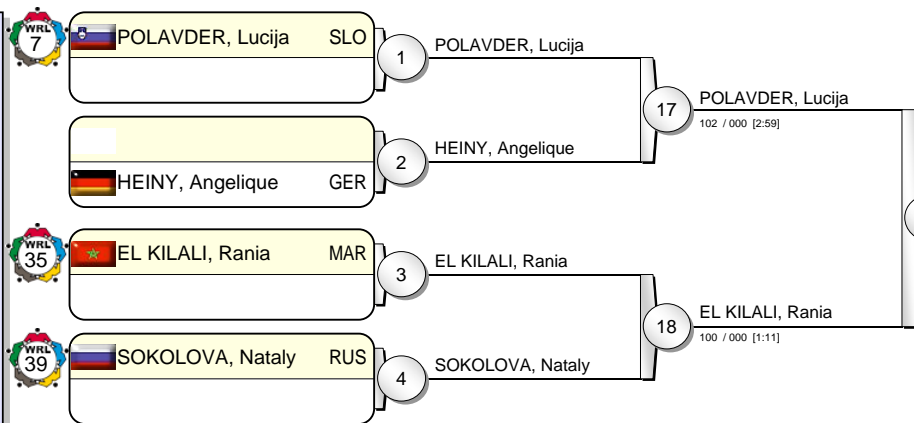 WRL
7
POLAVDER, Lucija SLO
1
POLAVDER, Lucija
17
POLAVDER, Lucija
102 / 000 [2:59]
2
HEINY, Angelique
HEINY, Angelique GER
WRL
35
EL KILALI, Rania MAR
3
EL KILALI, Rania
18
EL KILALI, Rania
100 / 000 [1:11]
WRL
39
SOKOLOVA, Nataly RUS
4
SOKOLOVA, Nataly